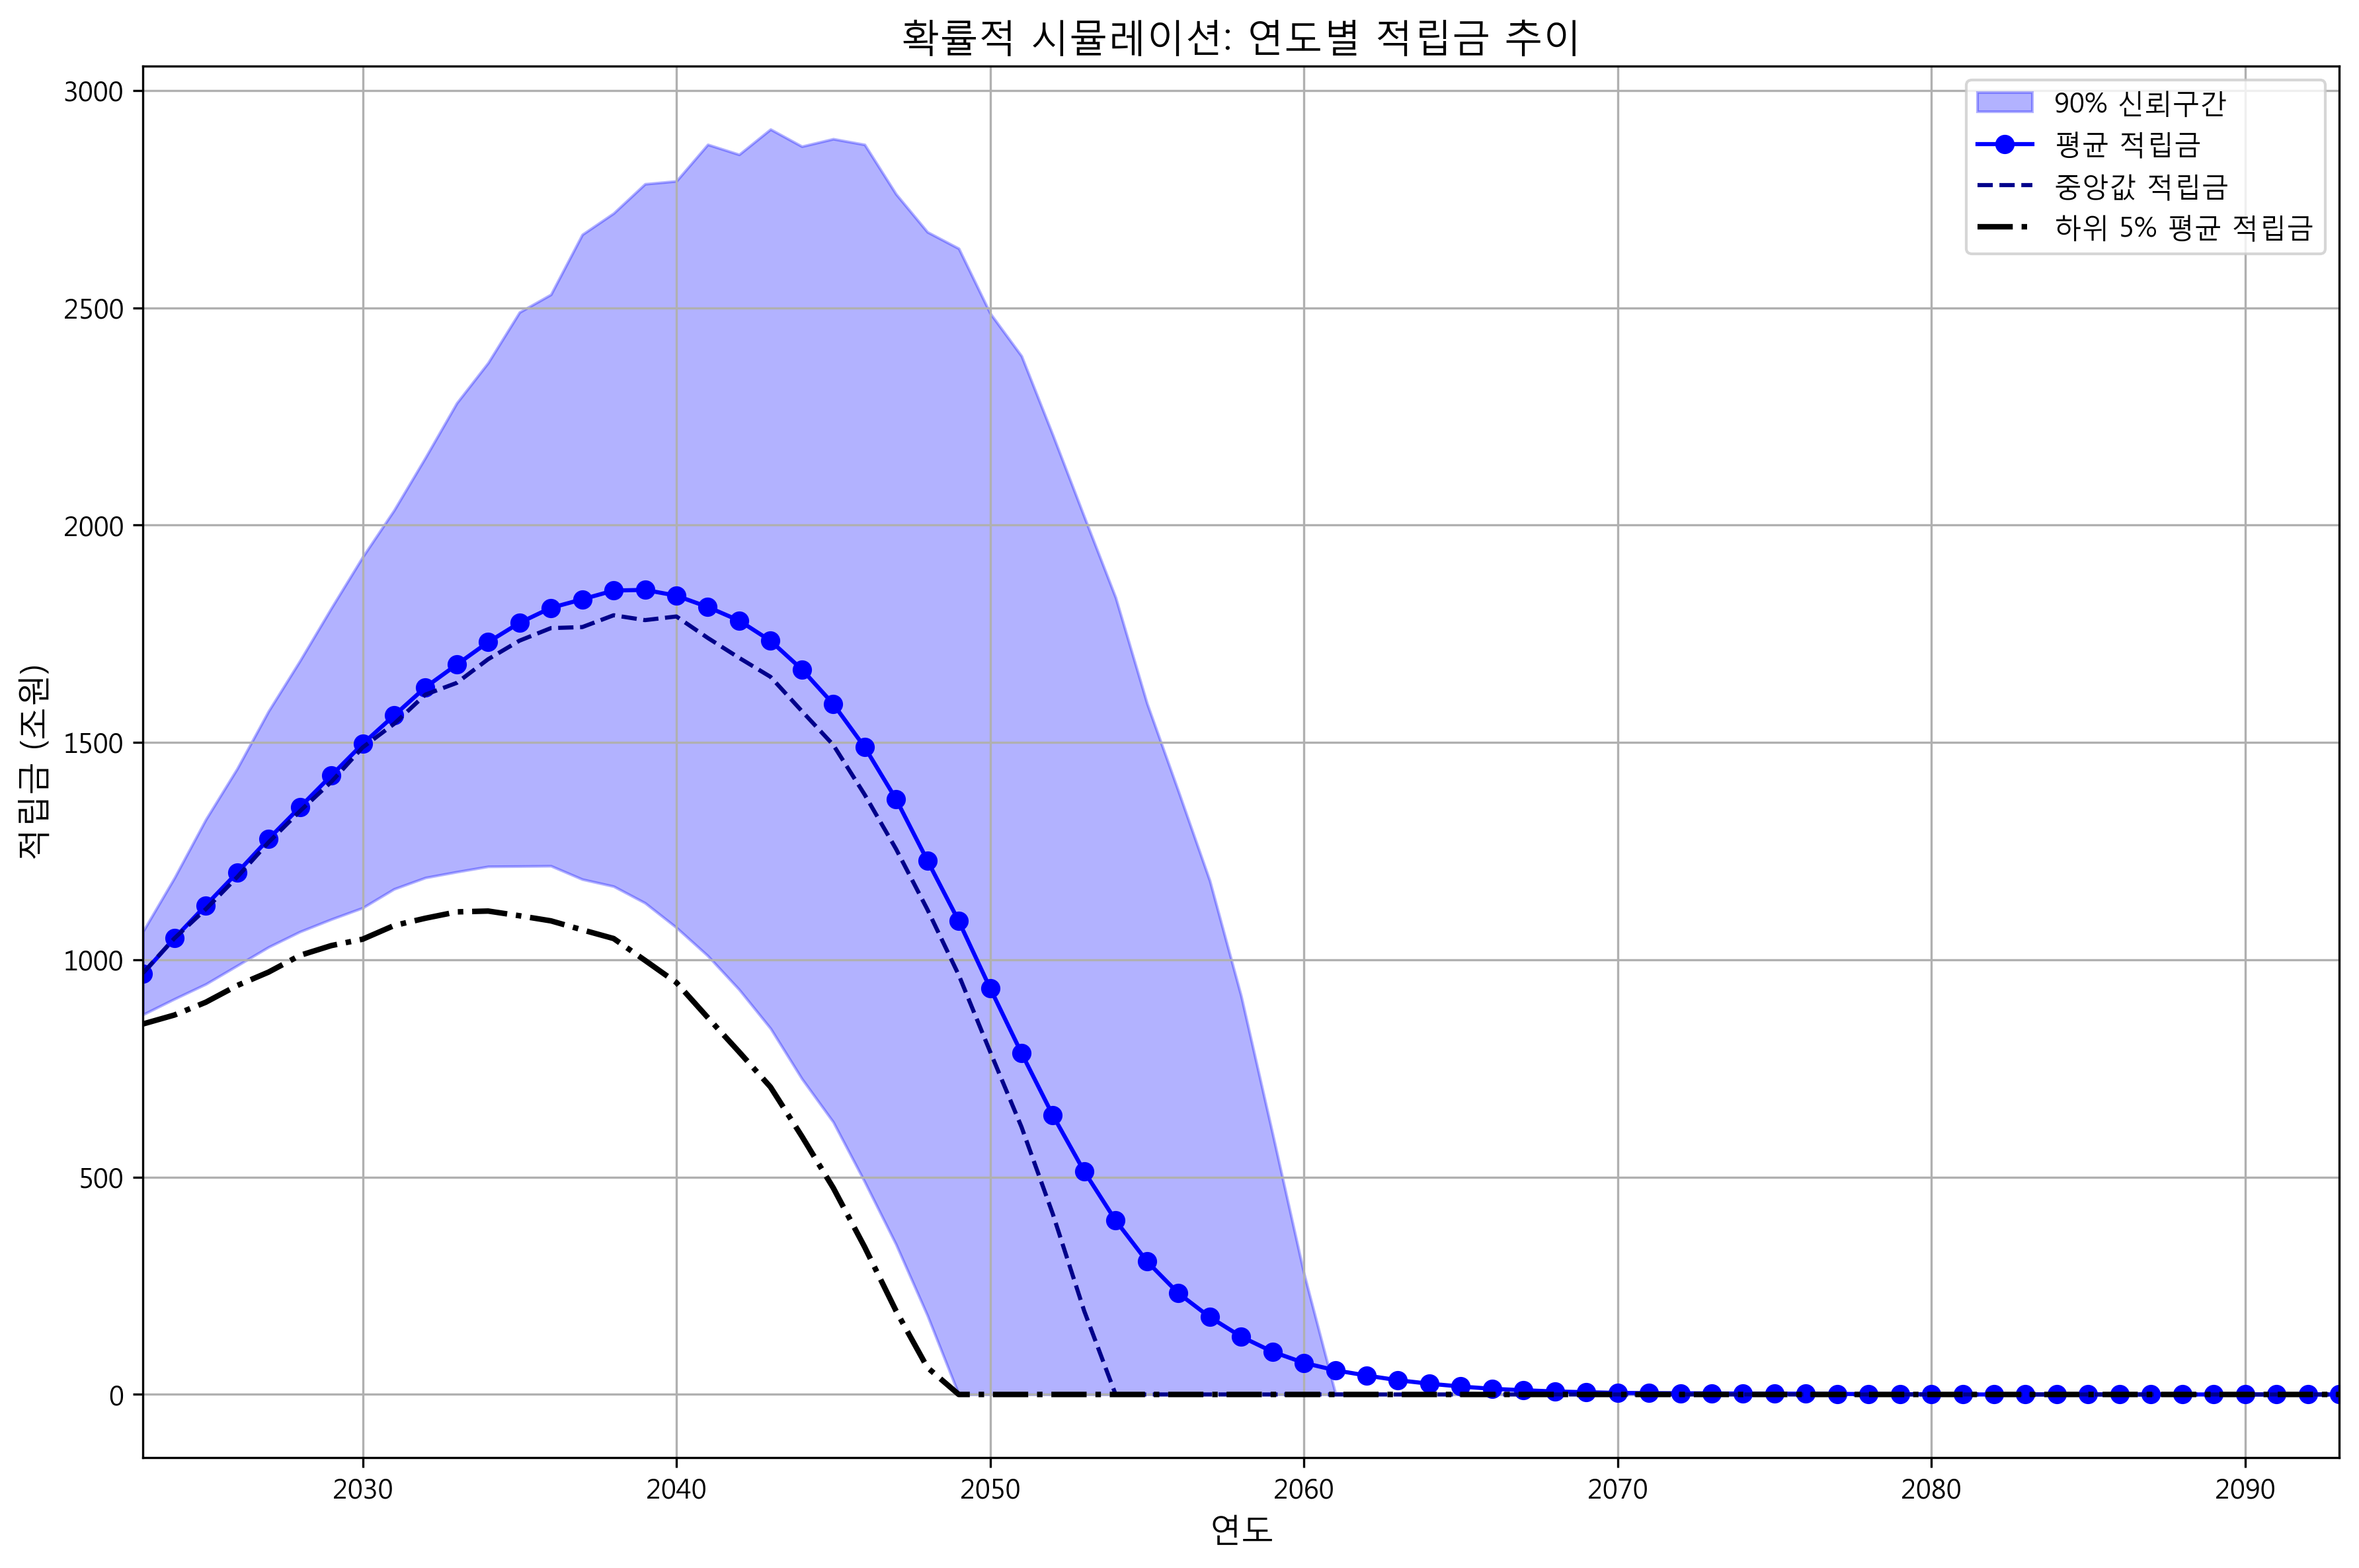 확률적 시뮬레이션: 연도별 적립금 추이
90% 신뢰구간
평균 적립금
중앙값 적립금
하위 5% 평균 적립금
적립금 (조원)
3000
2500
2000
1500
1000
500
0
2030 2040 2050 2060 2070 2080 2090
연도